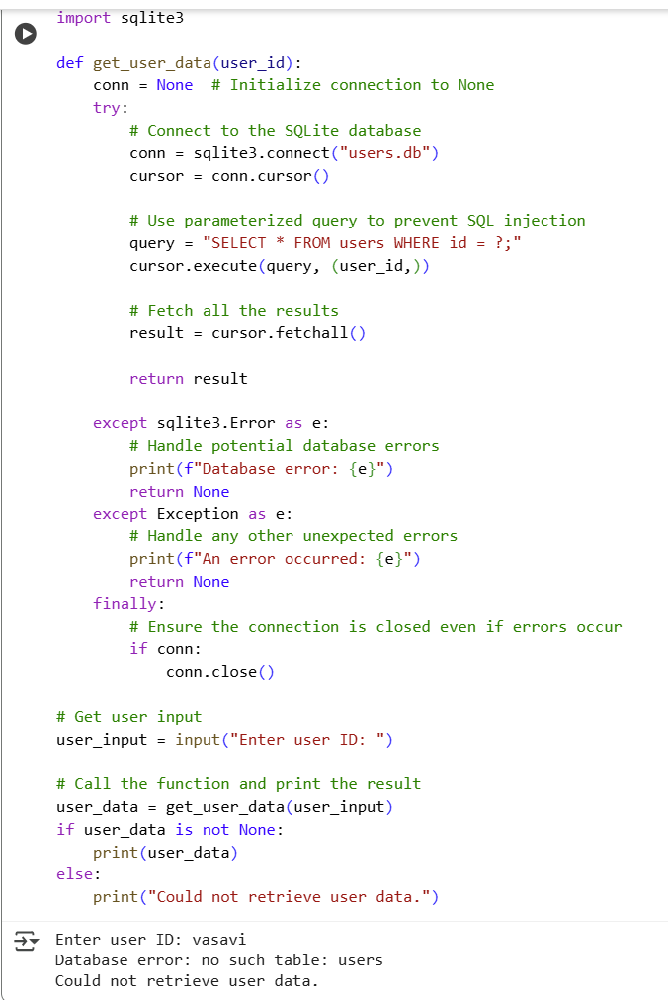 import sqlite3
def get_user_data(user_id):
conn = None  # Initialize connection to None
try:
# Connect to the SQLite database
conn = sqlite3.connect("users.db")
cursor = conn.cursor()
# Use parameterized query to prevent SQL injection
query = "SELECT * FROM users WHERE id = ?;"
cursor.execute(query, (user_id,))
# Fetch all the results
result = cursor.fetchall()
return result
except sqlite3.Error as e:
# Handle potential database errors
print(f"Database error: {e}")
return None
except Exception as e:
# Handle any other unexpected errors
print(f"An error occurred: {e}")
return None
finally:
# Ensure the connection is closed even if errors occur
if conn:
conn.close()
# Get user input
user_input = input("Enter user ID: ")
# Call the function and print the result
user_data = get_user_data(user_input)
if user_data is not None:
print(user_data)
else:
print("Could not retrieve user data.")
Enter user ID: vasavi
Database error: no such table: users
Could not retrieve user data.